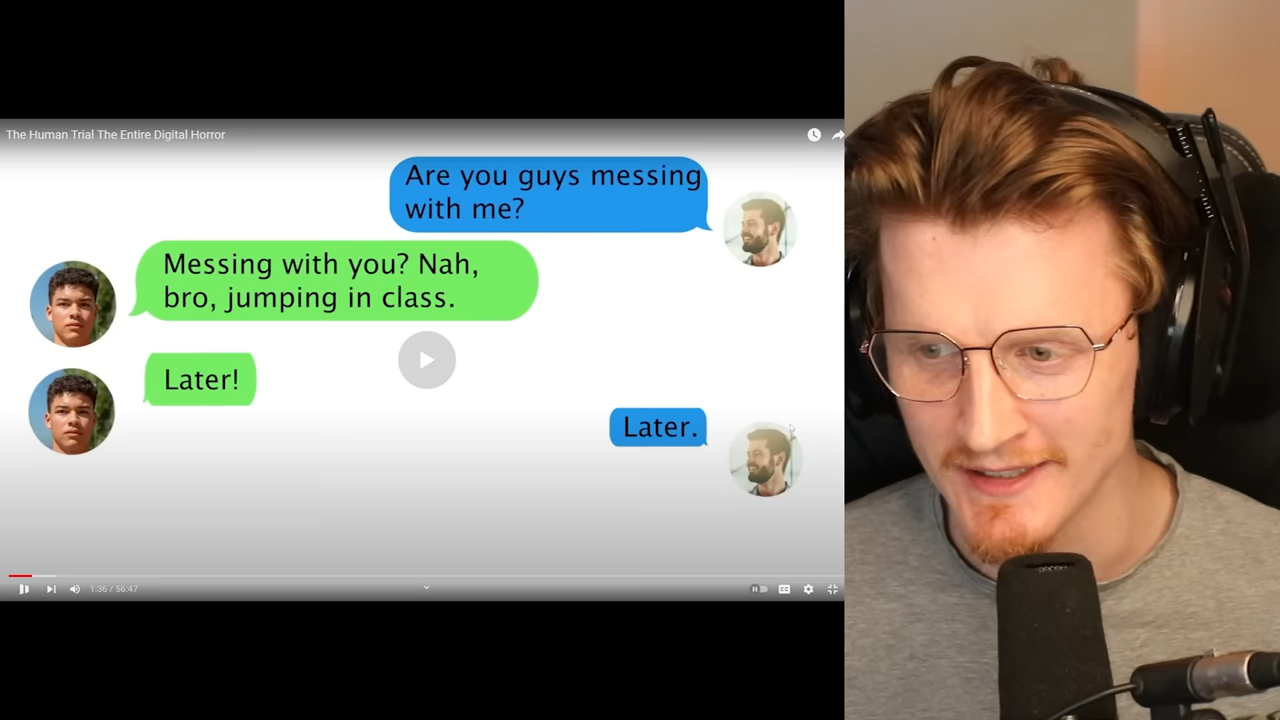 The Human Trial The Entire Digital Horror
Are you guys messing
with me?
Messing with you? Nah,
bro, jumping in class.
Later!
Later.
1:36 / 56:47
CC